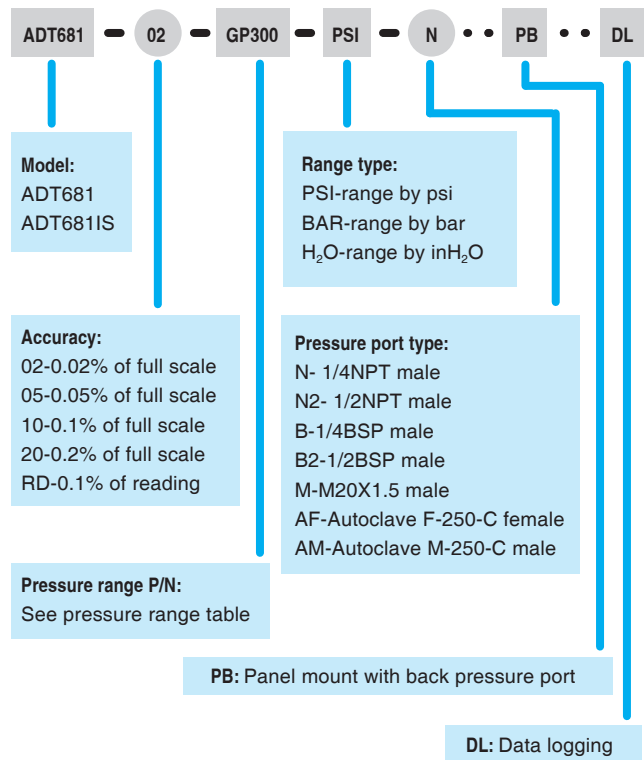 ADT681 - 02 - GP300 - PSI - N · · PB · · DL
Model:
ADT681
ADT681IS
Range type:
PSI-range by psi
BAR-range by bar
H₂O-range by inH₂O
Accuracy:
02-0.02% of full scale
05-0.05% of full scale
10-0.1% of full scale
20-0.2% of full scale
RD-0.1% of reading
Pressure port type:
N- 1/4NPT male
N2- 1/2NPT male
B-1/4BSP male
B2-1/2BSP male
M-M20X1.5 male
AF-Autoclave F-250-C female
AM-Autoclave M-250-C male
Pressure range P/N:
See pressure range table
PB: Panel mount with back pressure port
DL: Data logging